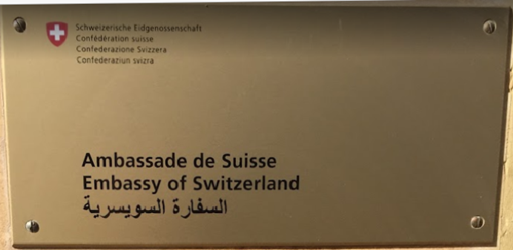 Schweizerische Eidgenossenschaft
Confédération suisse
Confederazione Svizzera
Confederaziun svizra
Ambassade de Suisse
Embassy of Switzerland
السفارة السويسرية